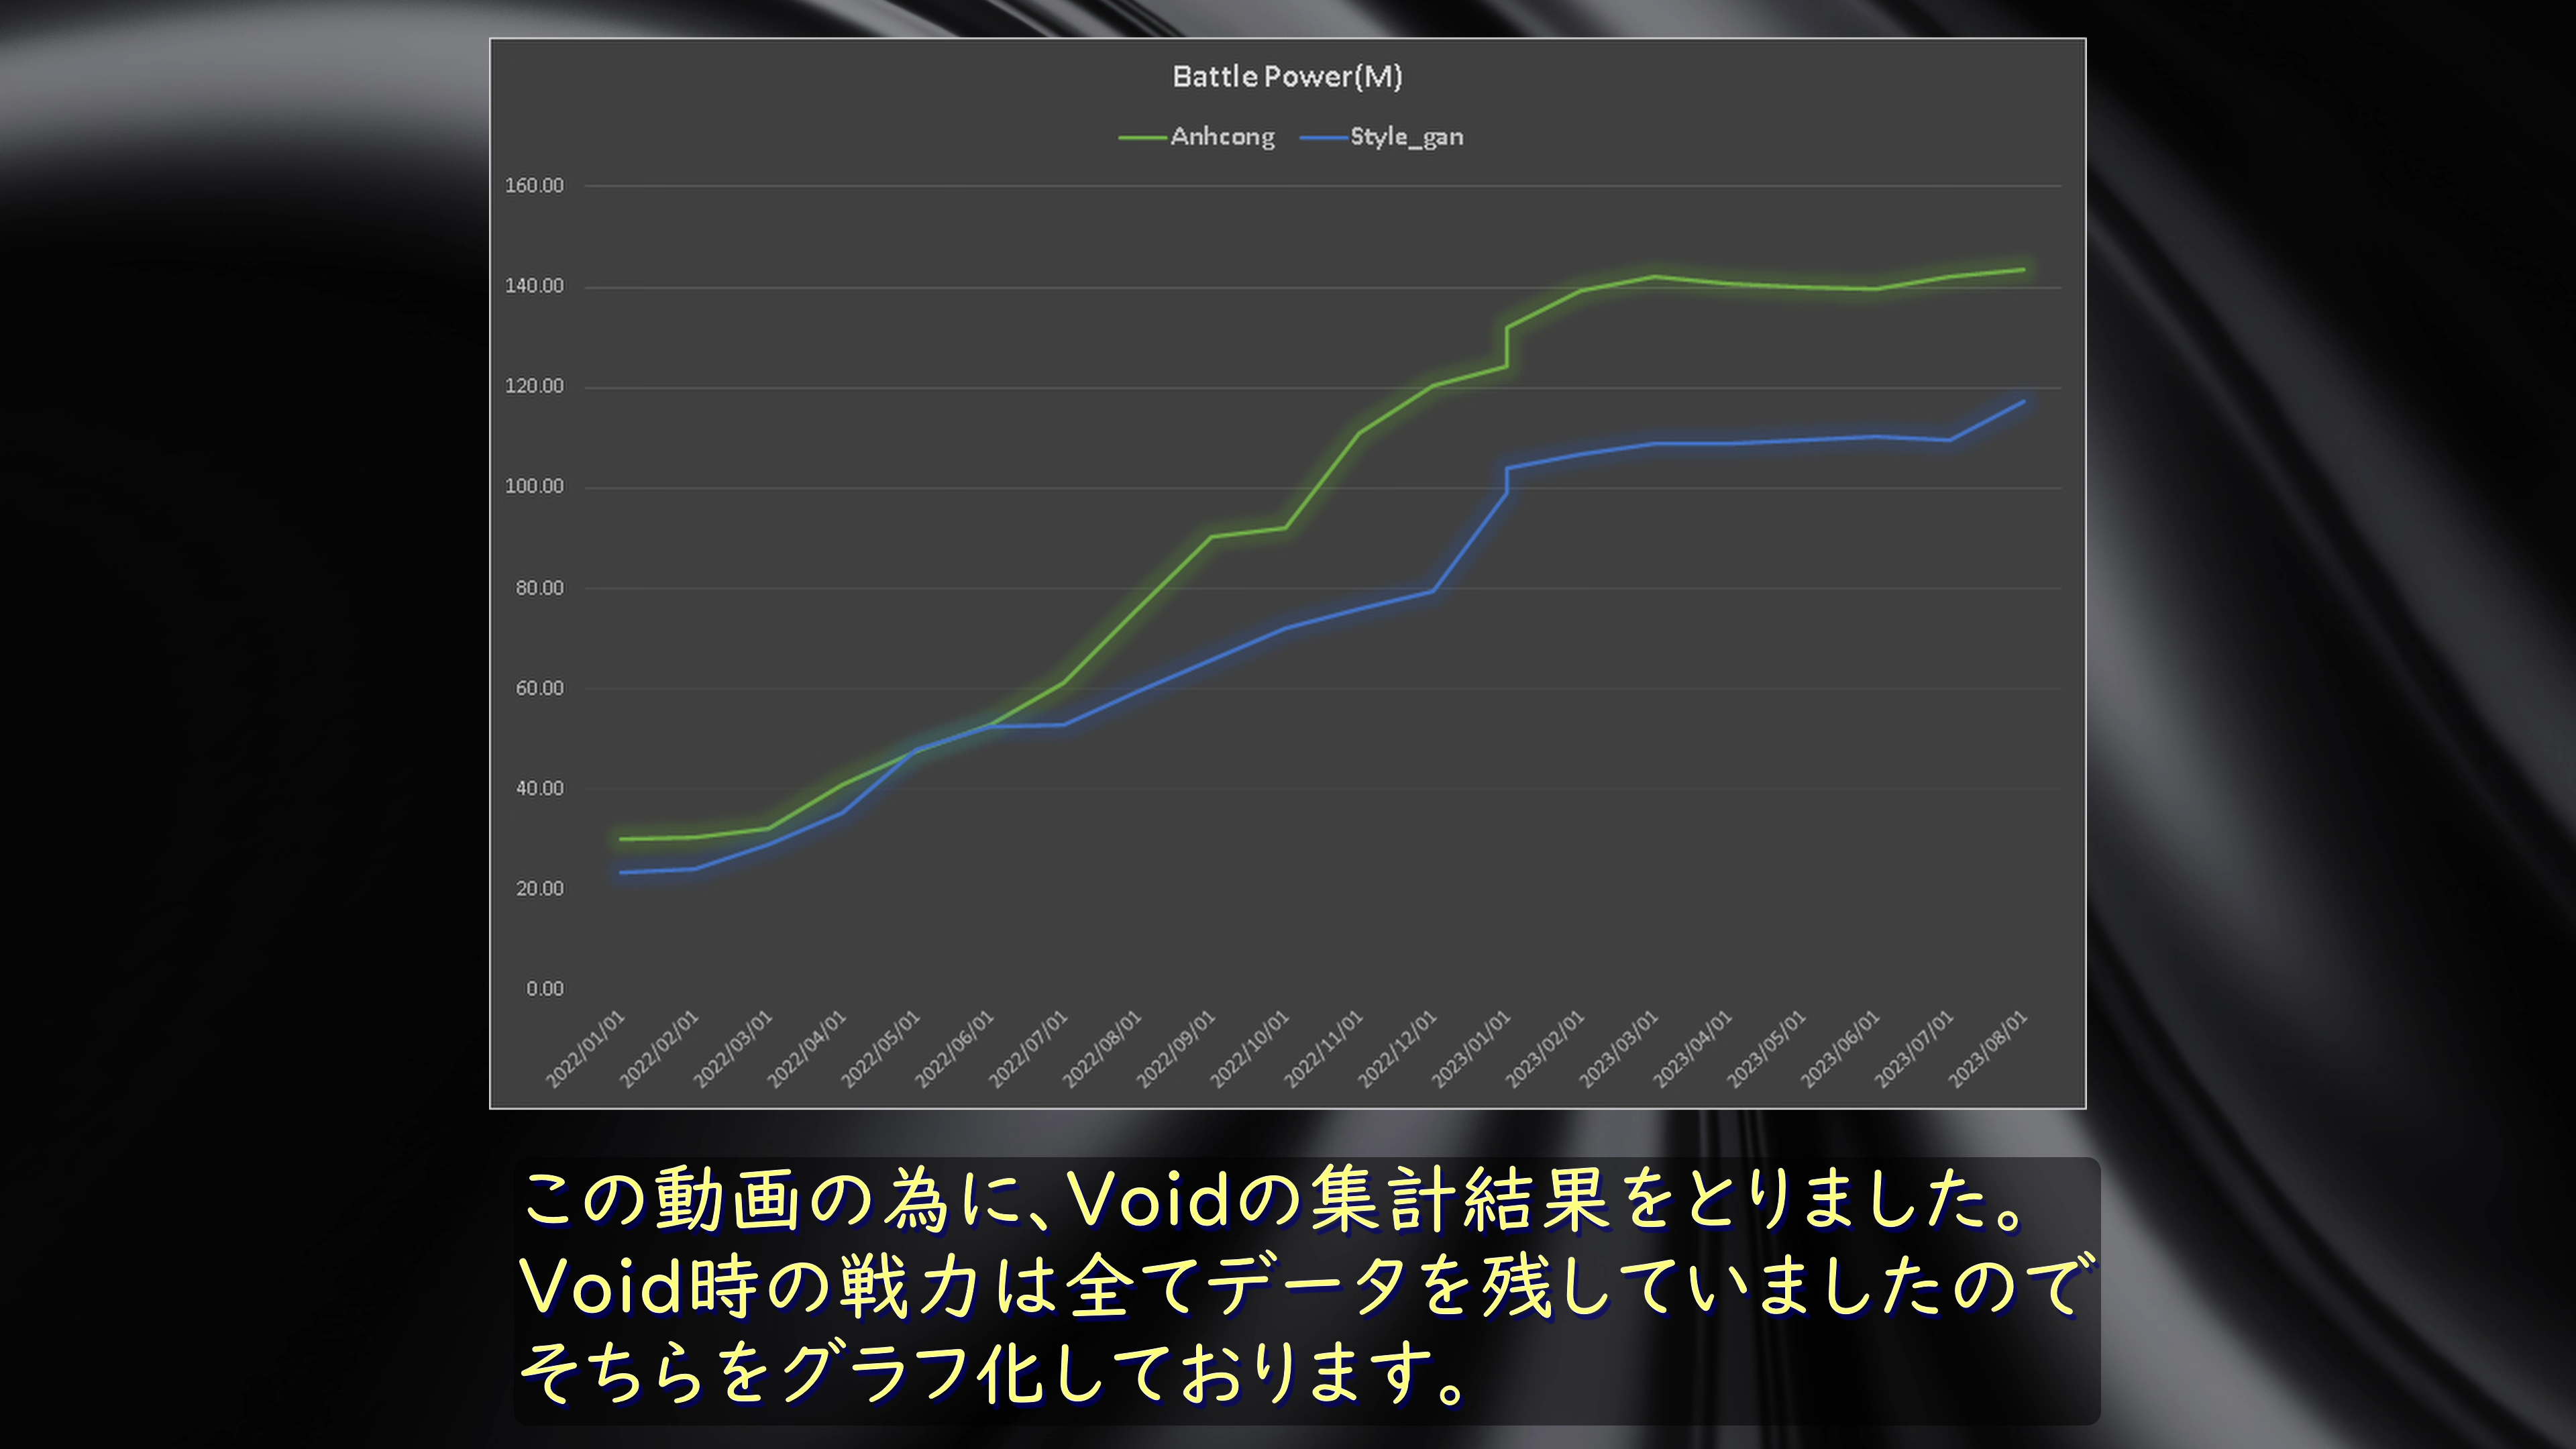 Battle Power(M)
Anhcong Style_gan
160.00
140.00
120.00
100.00
80.00
60.00
40.00
20.00
0.00
2022/01/01 2022/02/01 2022/03/01 2022/04/01 2022/05/01 2022/06/01 2022/07/01 2022/08/01 2022/09/01 2022/10/01 2022/11/01 2022/12/01 2023/01/01 2023/02/01 2023/03/01 2023/04/01 2023/05/01 2023/06/01 2023/07/01 2023/08/01
この動画の為に、Voidの集計結果をとりました。
Void時の戦力は全てデータを残していましたので
そちらをグラフ化しております。